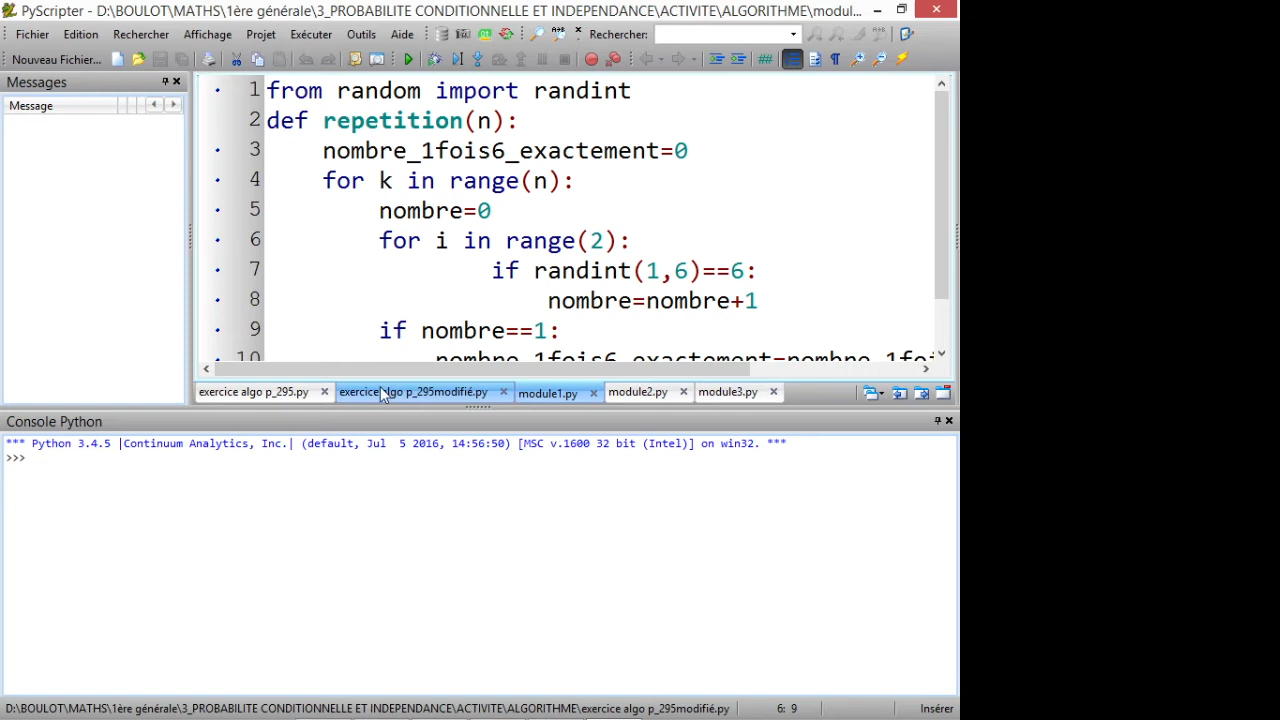 PyScripter - D:\BOULOT\MATHS\1ère générale\3_PROBABILITE CONDITIONNELLE ET INDEPENDANCE\ACTIVITE\ALGORITHME\modul...
Fichier Edition Rechercher Affichage Projet Exécuter Outils Aide Rechercher:
Nouveau Fichier...
Messages
Message
1 from random import randint
2 def repetition(n):
3 nombre_1fois6_exactement=0
4 for k in range(n):
5 nombre=0
6 for i in range(2):
7 if randint(1,6)==6:
8 nombre=nombre+1
9 if nombre==1:
10 nombre_1fois6_exactement=nombre_1foi
exercice algo p_295.py exercice algo p_295modifié.py module1.py module2.py module3.py
Console Python
*** Python 3.4.5 |Continuum Analytics, Inc.| (default, Jul 5 2016, 14:56:50) [MSC v.1600 32 bit (Intel)] on win32. ***
>>>
D:\BOULOT\MATHS\1ère générale\3_PROBABILITE CONDITIONNELLE ET INDEPENDANCE\ACTIVITE\ALGORITHME\exercice algo p_295modifié.py 6: 9 Insérer